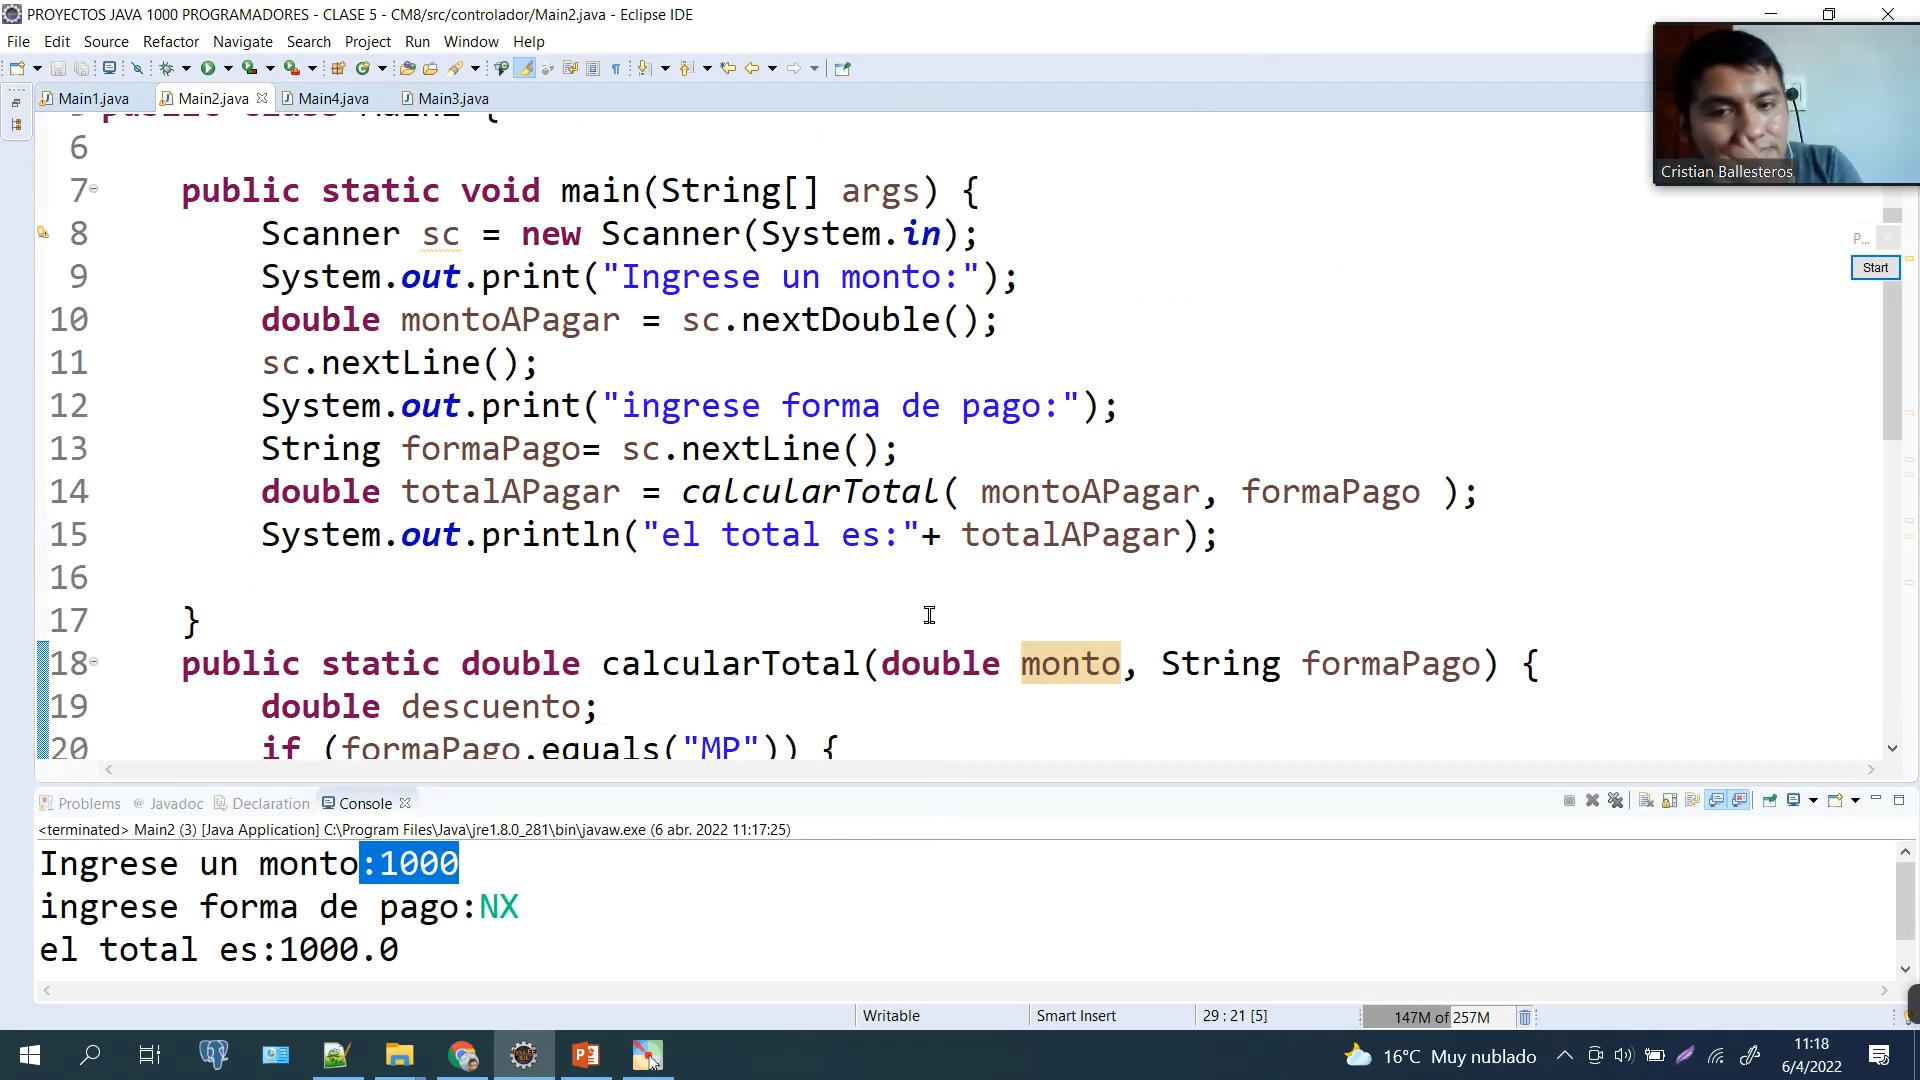 PROYECTOS JAVA 1000 PROGRAMADORES - CLASE 5 - CM8/src/controlador/Main2.java - Eclipse IDE
File Edit Source Refactor Navigate Search Project Run Window Help
Main1.java Main2.java Main4.java Main3.java
6
7 public static void main(String[] args) {
8 Scanner sc = new Scanner(System.in);
9 System.out.print("Ingrese un monto:");
10 double montoAPagar = sc.nextDouble();
11 sc.nextLine();
12 System.out.print("ingrese forma de pago:");
13 String formaPago= sc.nextLine();
14 double totalAPagar = calcularTotal( montoAPagar, formaPago );
15 System.out.println("el total es:"+ totalAPagar);
16
17 }
18 public static double calcularTotal(double monto, String formaPago) {
19 double descuento;
20 if (formaPago.equals("MP")) {
Cristian Ballesteros
P...
Start
Problems @ Javadoc Declaration Console
<terminated> Main2 (3) [Java Application] C:\Program Files\Java\jre1.8.0_281\bin\javaw.exe (6 abr. 2022 11:17:25)
Ingrese un monto:1000
ingrese forma de pago:NX
el total es:1000.0
Writable Smart Insert 29 : 21 [5] 147M of 257M
16°C Muy nublado 11:18
6/4/2022